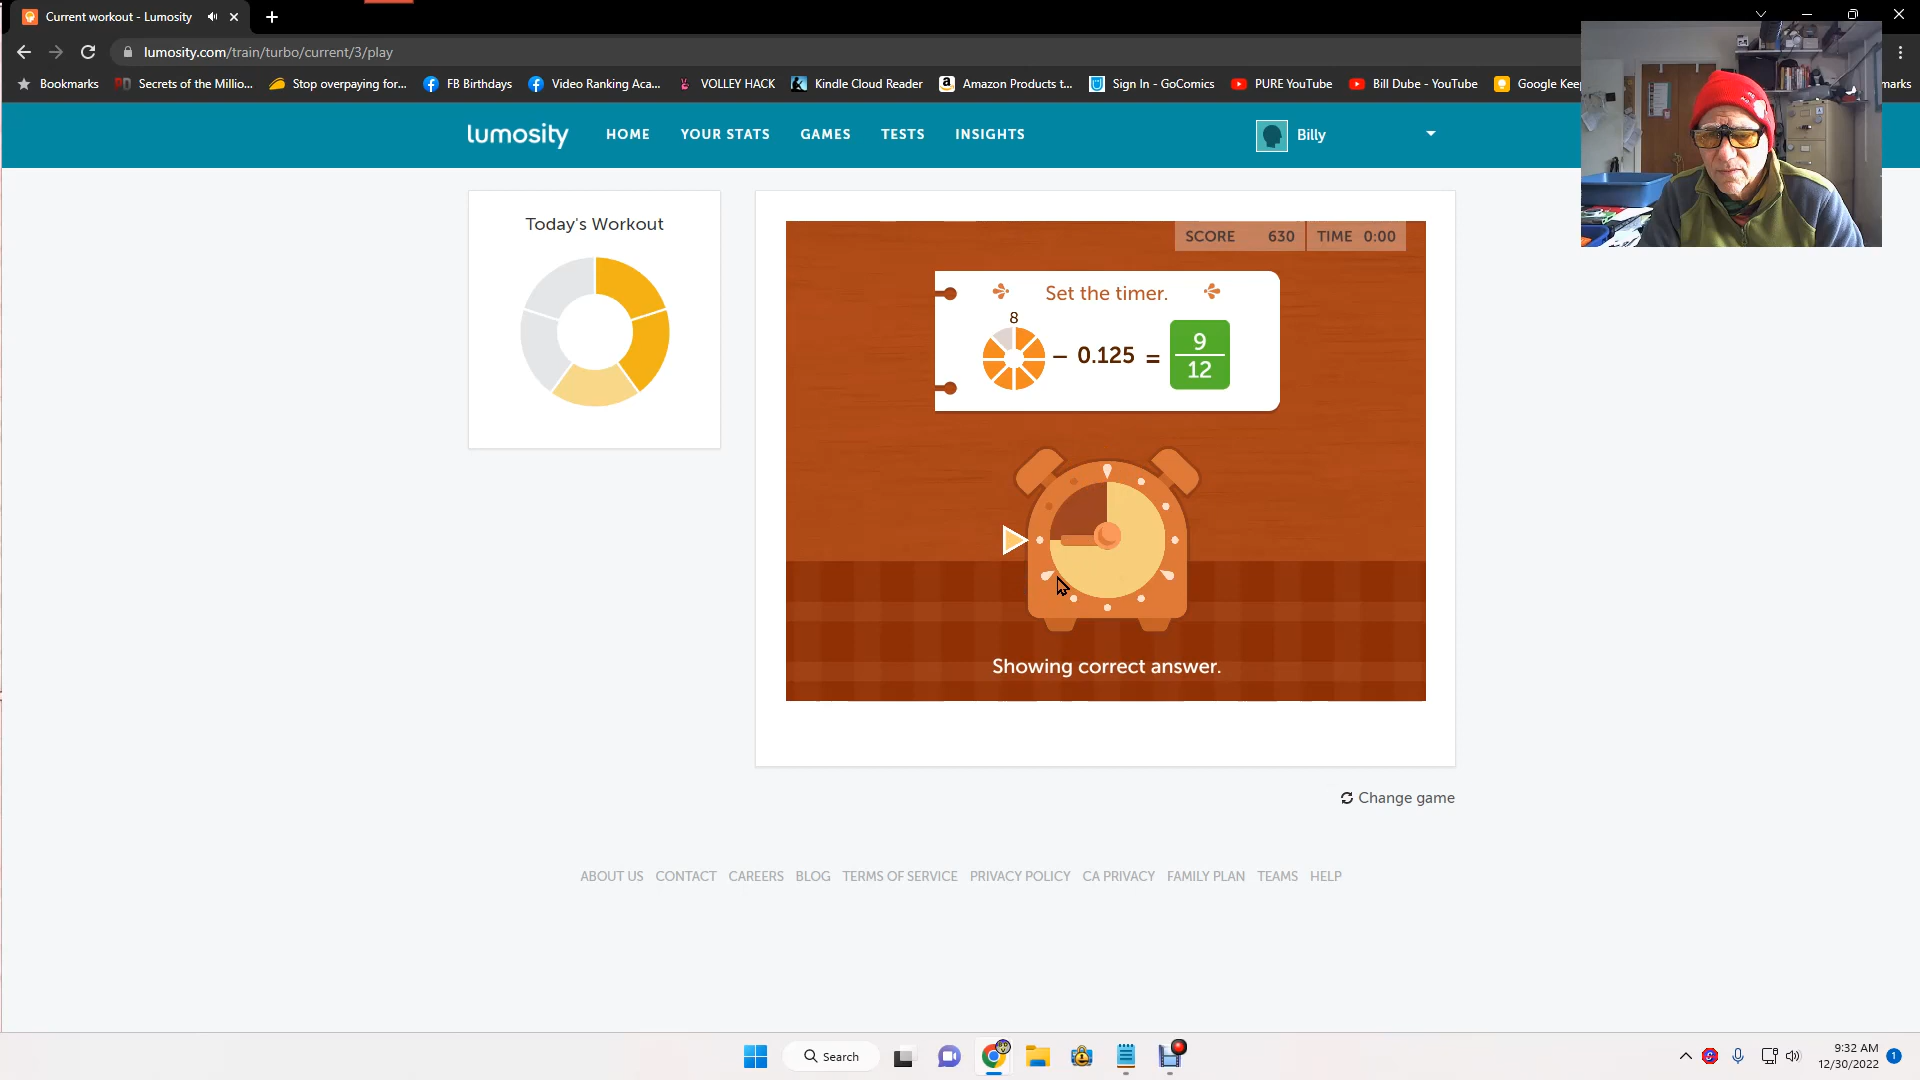 Current workout - Lumosity
lumosity.com/train/turbo/current/3/play
Bookmarks Secrets of the Millio... Stop overpaying for... FB Birthdays Video Ranking Aca... VOLLEY HACK Kindle Cloud Reader Amazon Products t... Sign In - GoComics PURE YouTube Bill Dube - YouTube Google Kee marks
lumosity HOME YOUR STATS GAMES TESTS INSIGHTS Billy
Today's Workout
SCORE 630 TIME 0:00
Set the timer.
8
− 0.125 = 9/12
Showing correct answer.
Change game
ABOUT US CONTACT CAREERS BLOG TERMS OF SERVICE PRIVACY POLICY CA PRIVACY FAMILY PLAN TEAMS HELP
Search
9:32 AM
12/30/2022
1